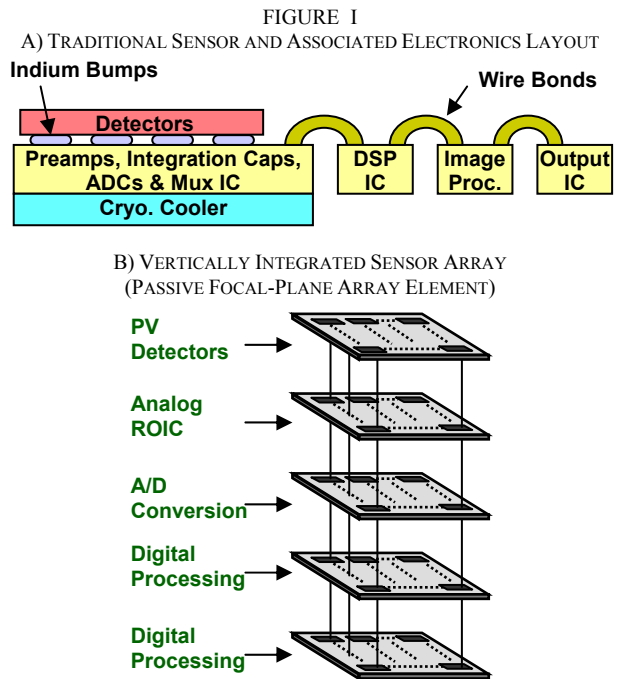 FIGURE I
A) TRADITIONAL SENSOR AND ASSOCIATED ELECTRONICS LAYOUT
Indium Bumps
Wire Bonds
Detectors
Preamps, Integration Caps,
ADCs & Mux IC
Cryo. Cooler
DSP
IC
Image
Proc.
Output
IC
B) VERTICALLY INTEGRATED SENSOR ARRAY
(PASSIVE FOCAL-PLANE ARRAY ELEMENT)
PV
Detectors
Analog
ROIC
A/D
Conversion
Digital
Processing
Digital
Processing